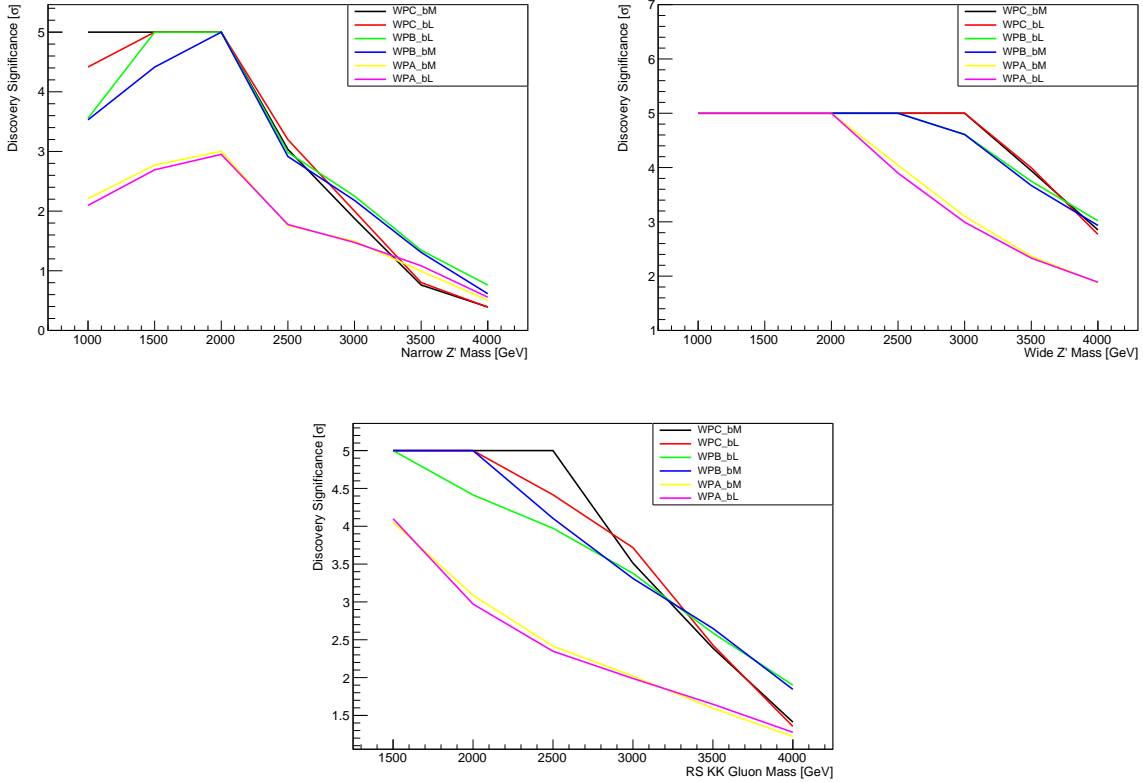 Discovery Significance [σ]
5
4
3
2
1
0
WPC_bM
WPC_bL
WPB_bL
WPB_bM
WPA_bM
WPA_bL
1000 1500 2000 2500 3000 3500 4000
Narrow Z' Mass [GeV]
Discovery Significance [σ]
7
6
5
4
3
2
1
WPC_bM
WPC_bL
WPB_bL
WPB_bM
WPA_bM
WPA_bL
1000 1500 2000 2500 3000 3500 4000
Wide Z' Mass [GeV]
Discovery Significance [σ]
5
4.5
4
3.5
3
2.5
2
1.5
WPC_bM
WPC_bL
WPB_bL
WPB_bM
WPA_bM
WPA_bL
1500 2000 2500 3000 3500 4000
RS KK Gluon Mass [GeV]